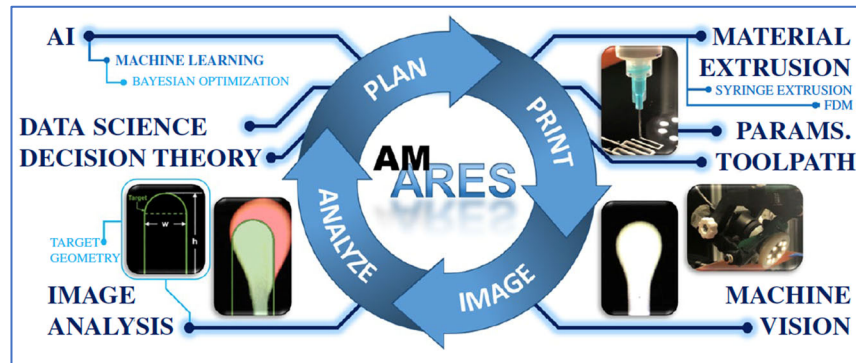 AI
MACHINE LEARNING
BAYESIAN OPTIMIZATION
DATA SCIENCE
DECISION THEORY
PLAN
PRINT
IMAGE
ANALYZE
AM
ARES
MATERIAL
EXTRUSION
SYRINGE EXTRUSION
FDM
PARAMS.
TOOLPATH
Target
w
h
TARGET
GEOMETRY
IMAGE
ANALYSIS
MACHINE
VISION